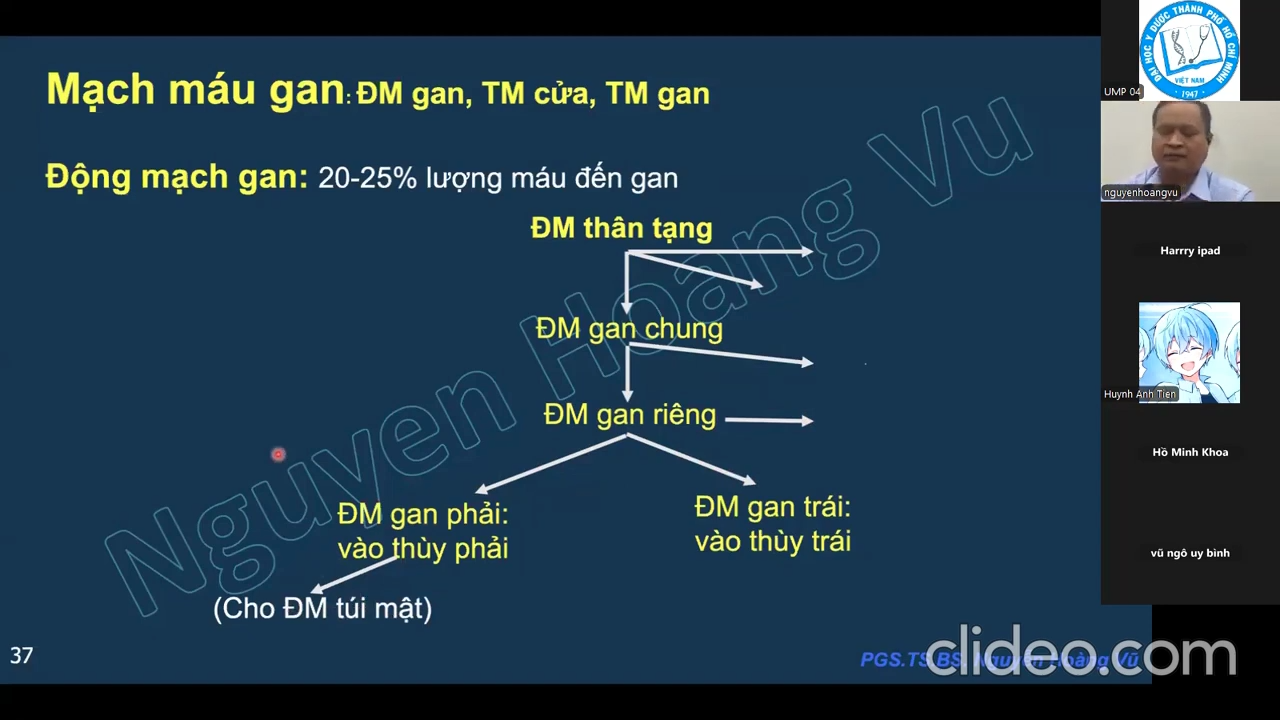 Mạch máu gan: ĐM gan, TM cửa, TM gan
Động mạch gan: 20-25% lượng máu đến gan
ĐM thân tạng
ĐM gan chung
ĐM gan riêng
ĐM gan phải:
vào thùy phải
ĐM gan trái:
vào thùy trái
(Cho ĐM túi mật)
37
PGS.TS.BS. Nguyễn Hoàng Vũ
clideo.com
Nguyen Hoang Vu
ĐẠI HỌC Y DƯỢC THÀNH PHỐ HỒ CHÍ MINH
VIỆT NAM
1947
UMP 04
nguyenhoangvu
Harrry ipad
Huynh Anh Tien
Hồ Minh Khoa
vũ ngô uy bình